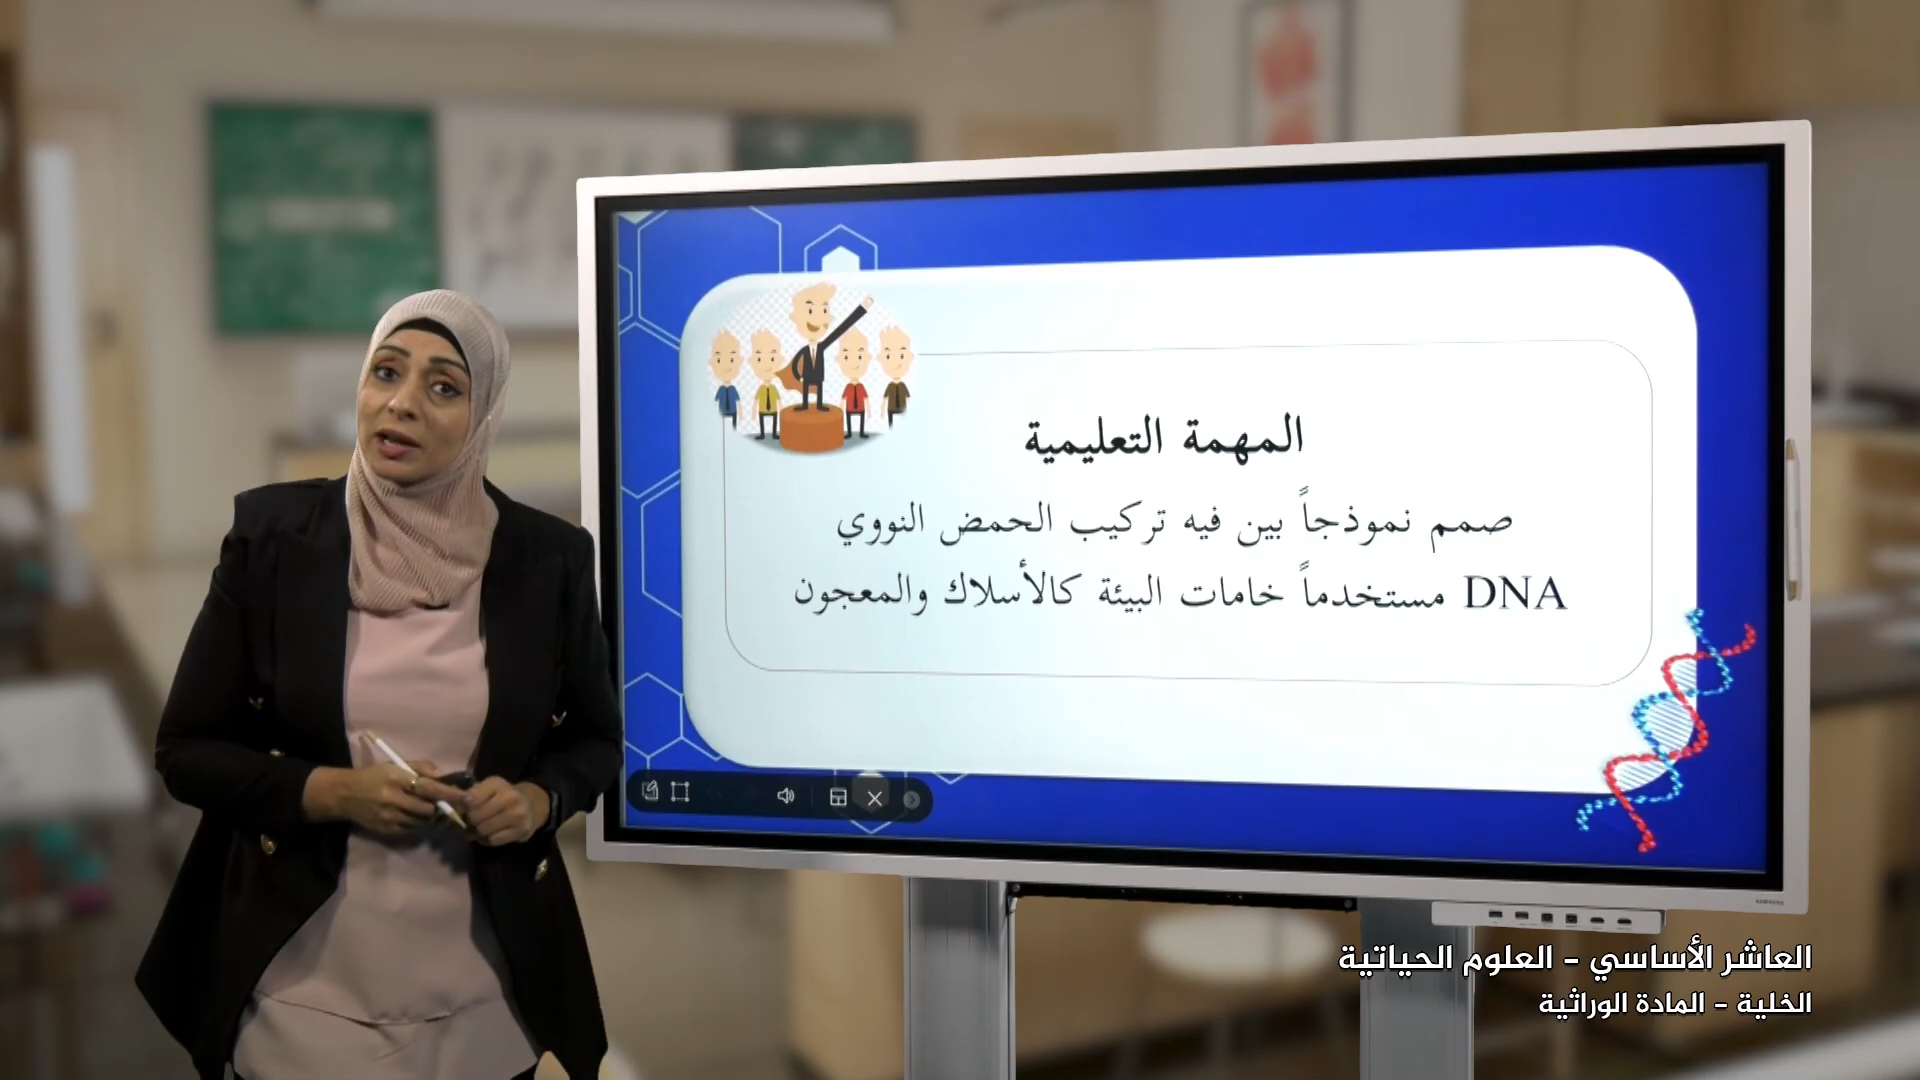 المهمة التعليمية
صمم نموذجاً بين فيه تركيب الحمض النووي
DNA مستخدماً خامات البيئة كالأسلاك والمعجون
العاشر الأساسي - العلوم الحياتية
الخلية - المادة الوراثية